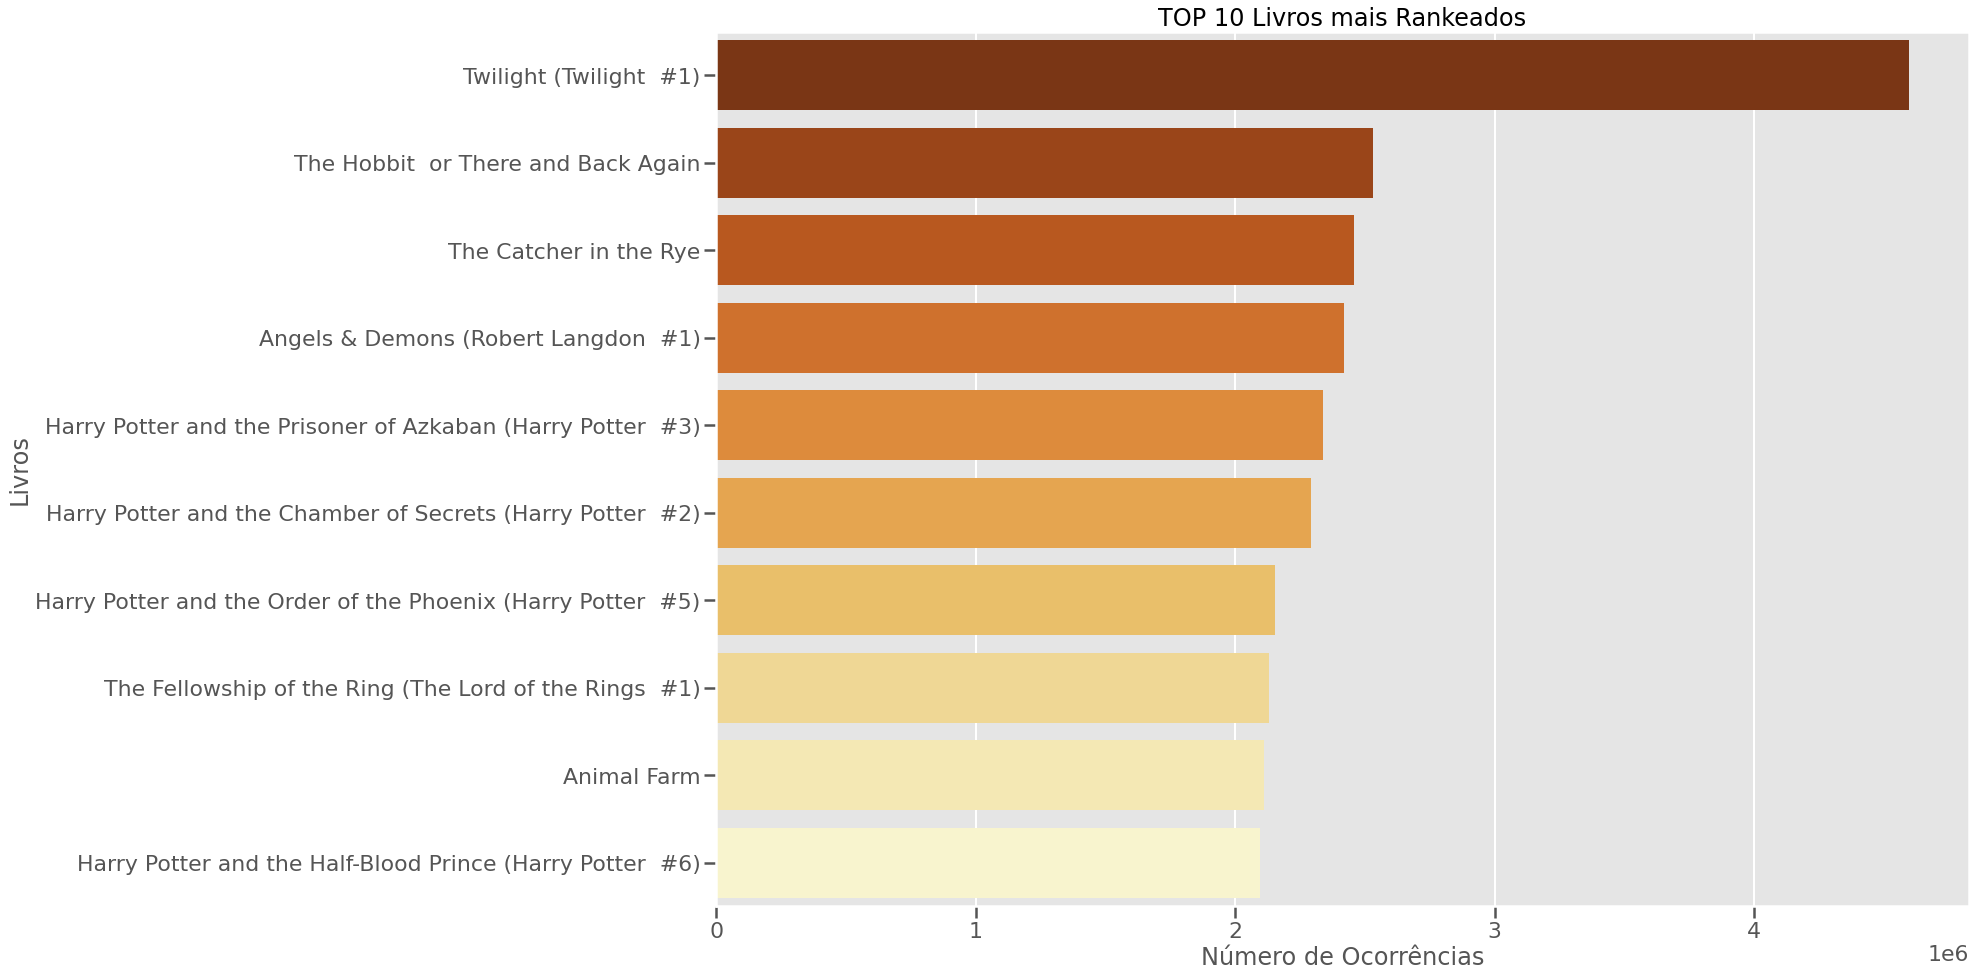 TOP 10 Livros mais Rankeados
Twilight (Twilight  #1)
The Hobbit  or There and Back Again
The Catcher in the Rye
Angels & Demons (Robert Langdon  #1)
Harry Potter and the Prisoner of Azkaban (Harry Potter  #3)
Harry Potter and the Chamber of Secrets (Harry Potter  #2)
Harry Potter and the Order of the Phoenix (Harry Potter  #5)
The Fellowship of the Ring (The Lord of the Rings  #1)
Animal Farm
Harry Potter and the Half-Blood Prince (Harry Potter  #6)
Livros
0 1 2 3 4
Número de Ocorrências
1e6